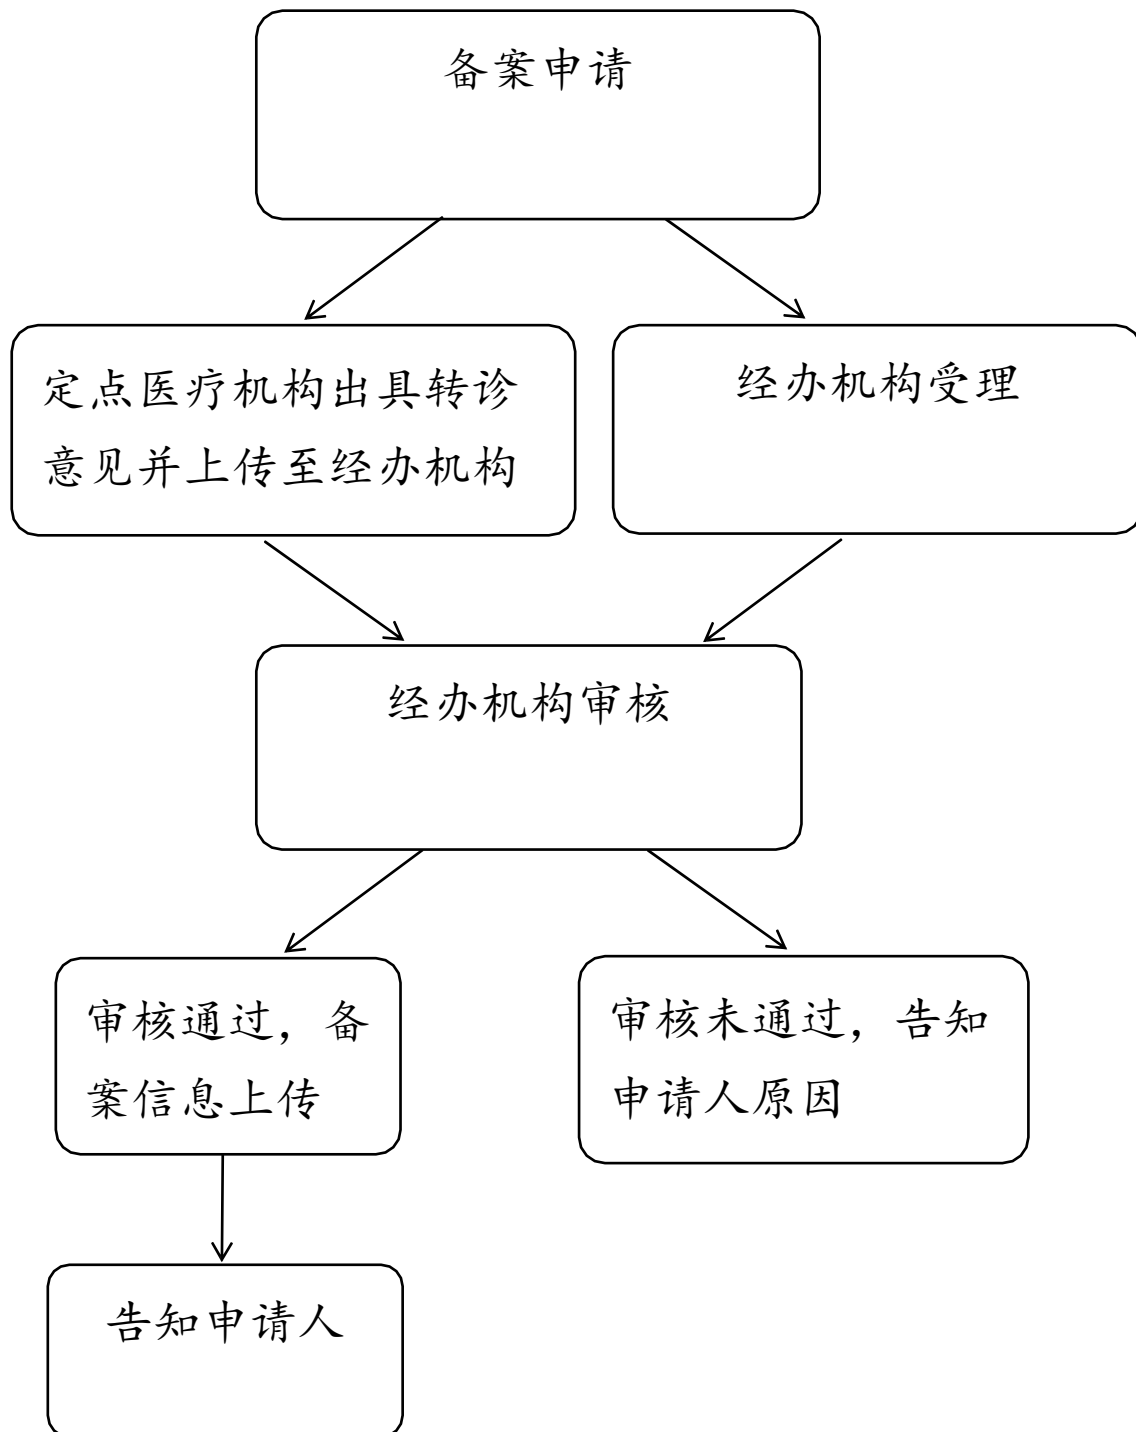 备案申请
定点医疗机构出具转诊
意见并上传至经办机构
经办机构受理
经办机构审核
审核通过，备
案信息上传
审核未通过，告知
申请人原因
告知申请人